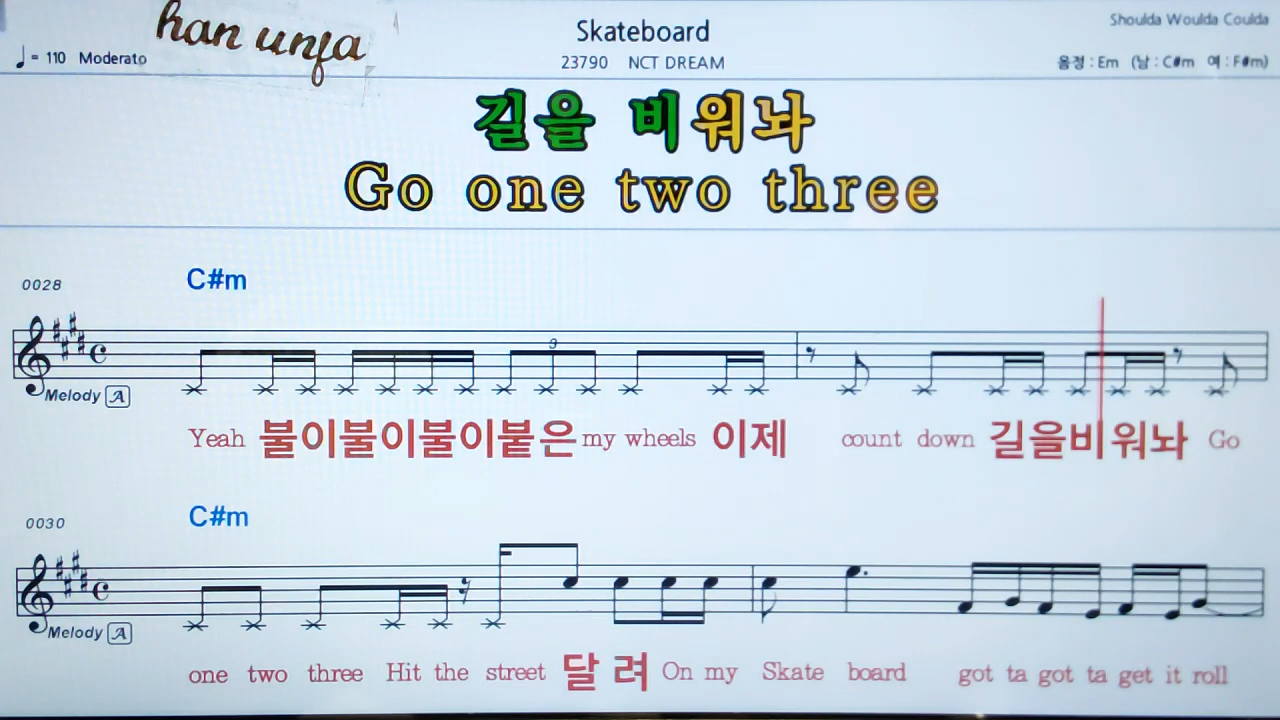 han unja
Skateboard
Shoulda Woulda Coulda
♩= 110 Moderato
23790 NCT DREAM
음정 : Em (남 : C#m 여 : F#m)
길을 비워놔
Go one two three
0028
C#m
9
Melody A
Yeah 불이불이불이붙은 my wheels 이제 count down 길을비워놔 Go
0030
C#m
Melody A
one two three Hit the street 달 려 On my Skate board got ta got ta get it roll